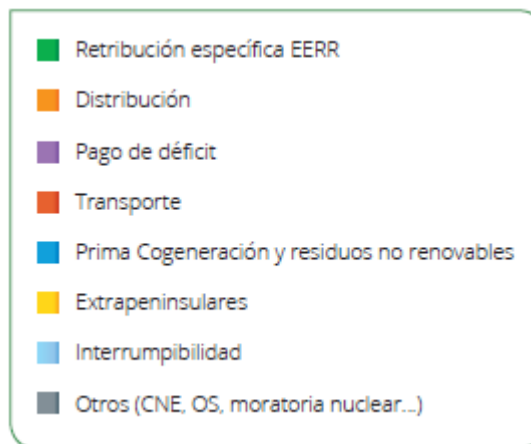 Retribución específica EERR
Distribución
Pago de déficit
Transporte
Prima Cogeneración y residuos no renovables
Extrapeninsulares
Interrumpibilidad
Otros (CNE, OS, moratoria nuclear...)